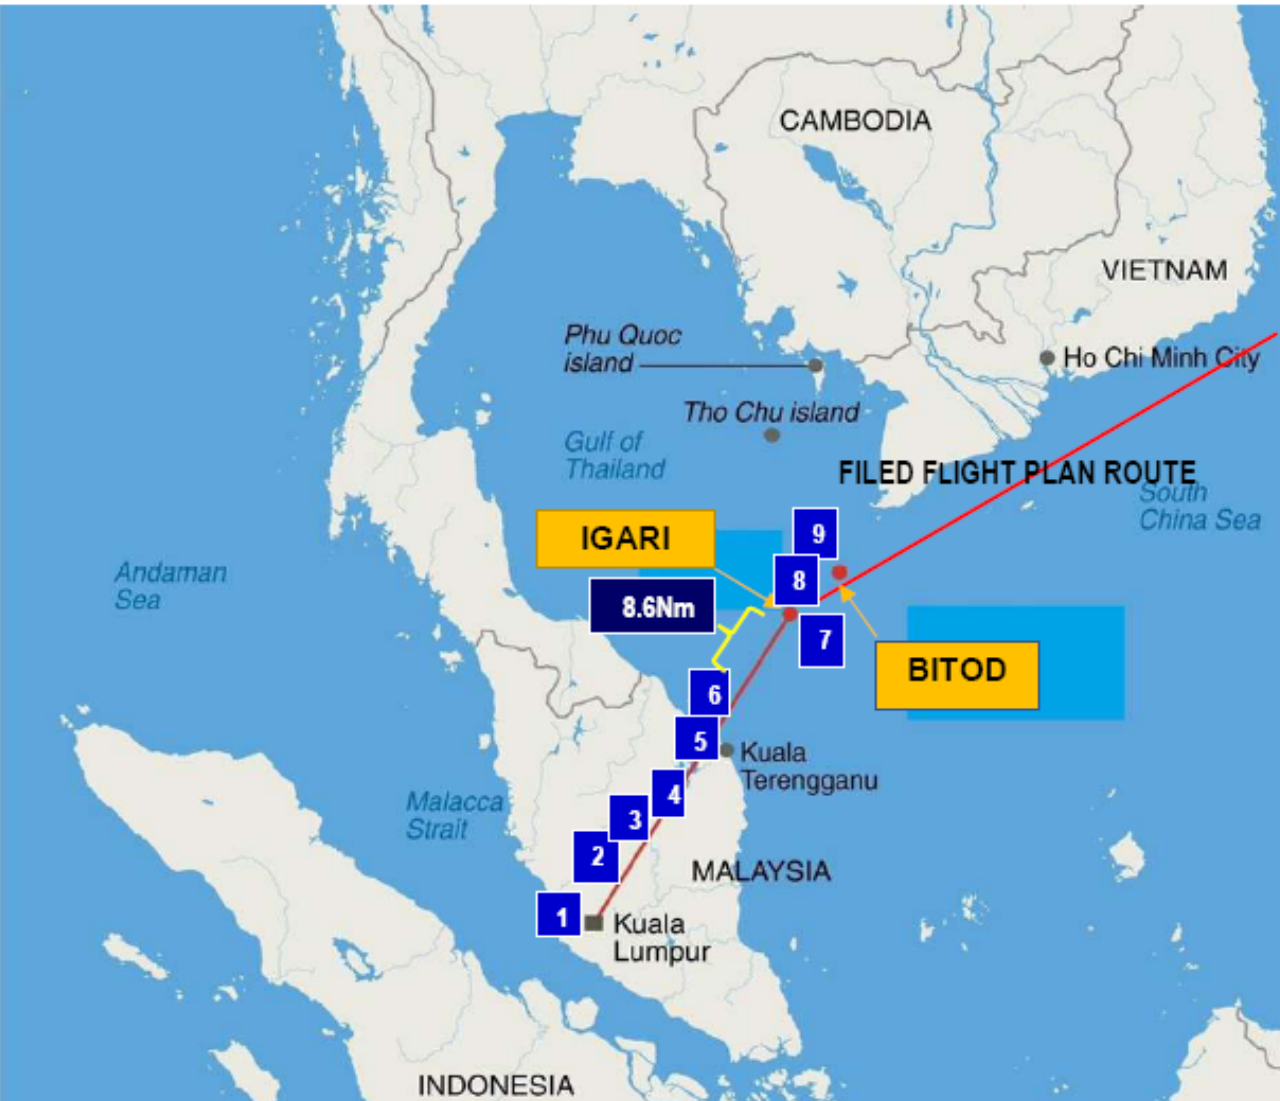 CAMBODIA
VIETNAM
Phu Quoc
island
Ho Chi Minh City
Tho Chu island
Gulf of
Thailand
FILED FLIGHT PLAN ROUTE
South
China Sea
9
IGARI
8
Andaman
Sea
8.6Nm
7
BITOD
6
5
Kuala
Terengganu
4
Malacca
Strait
3
2
MALAYSIA
1
Kuala
Lumpur
INDONESIA